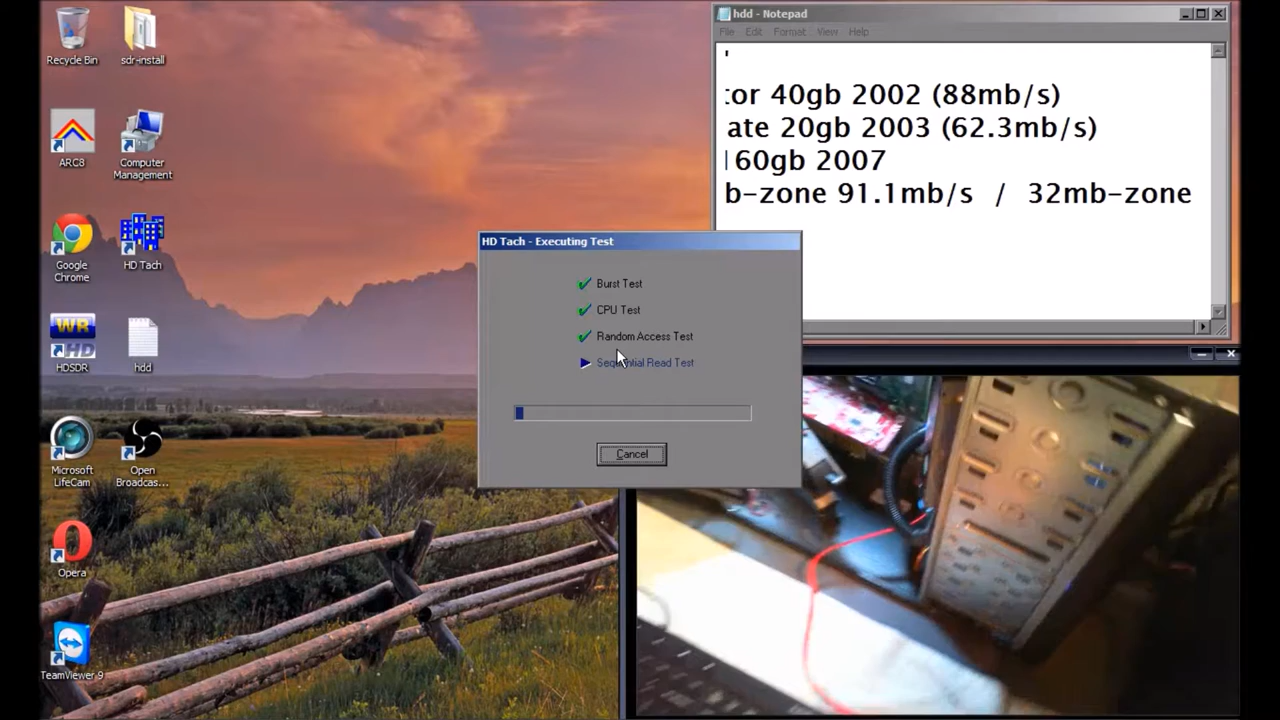 Recycle Bin
sdr-install
ARC8
Computer
Management
Google
Chrome
HD Tach
HDSDR
hdd
Microsoft
LifeCam
Open
Broadcas...
Opera
TeamViewer 9
hdd - Notepad
File Edit Format View Help
tor 40gb 2002 (88mb/s)
ate 20gb 2003 (62.3mb/s)
160gb 2007
b-zone 91.1mb/s / 32mb-zone
HD Tach - Executing Test
Burst Test
CPU Test
Random Access Test
Sequential Read Test
Cancel